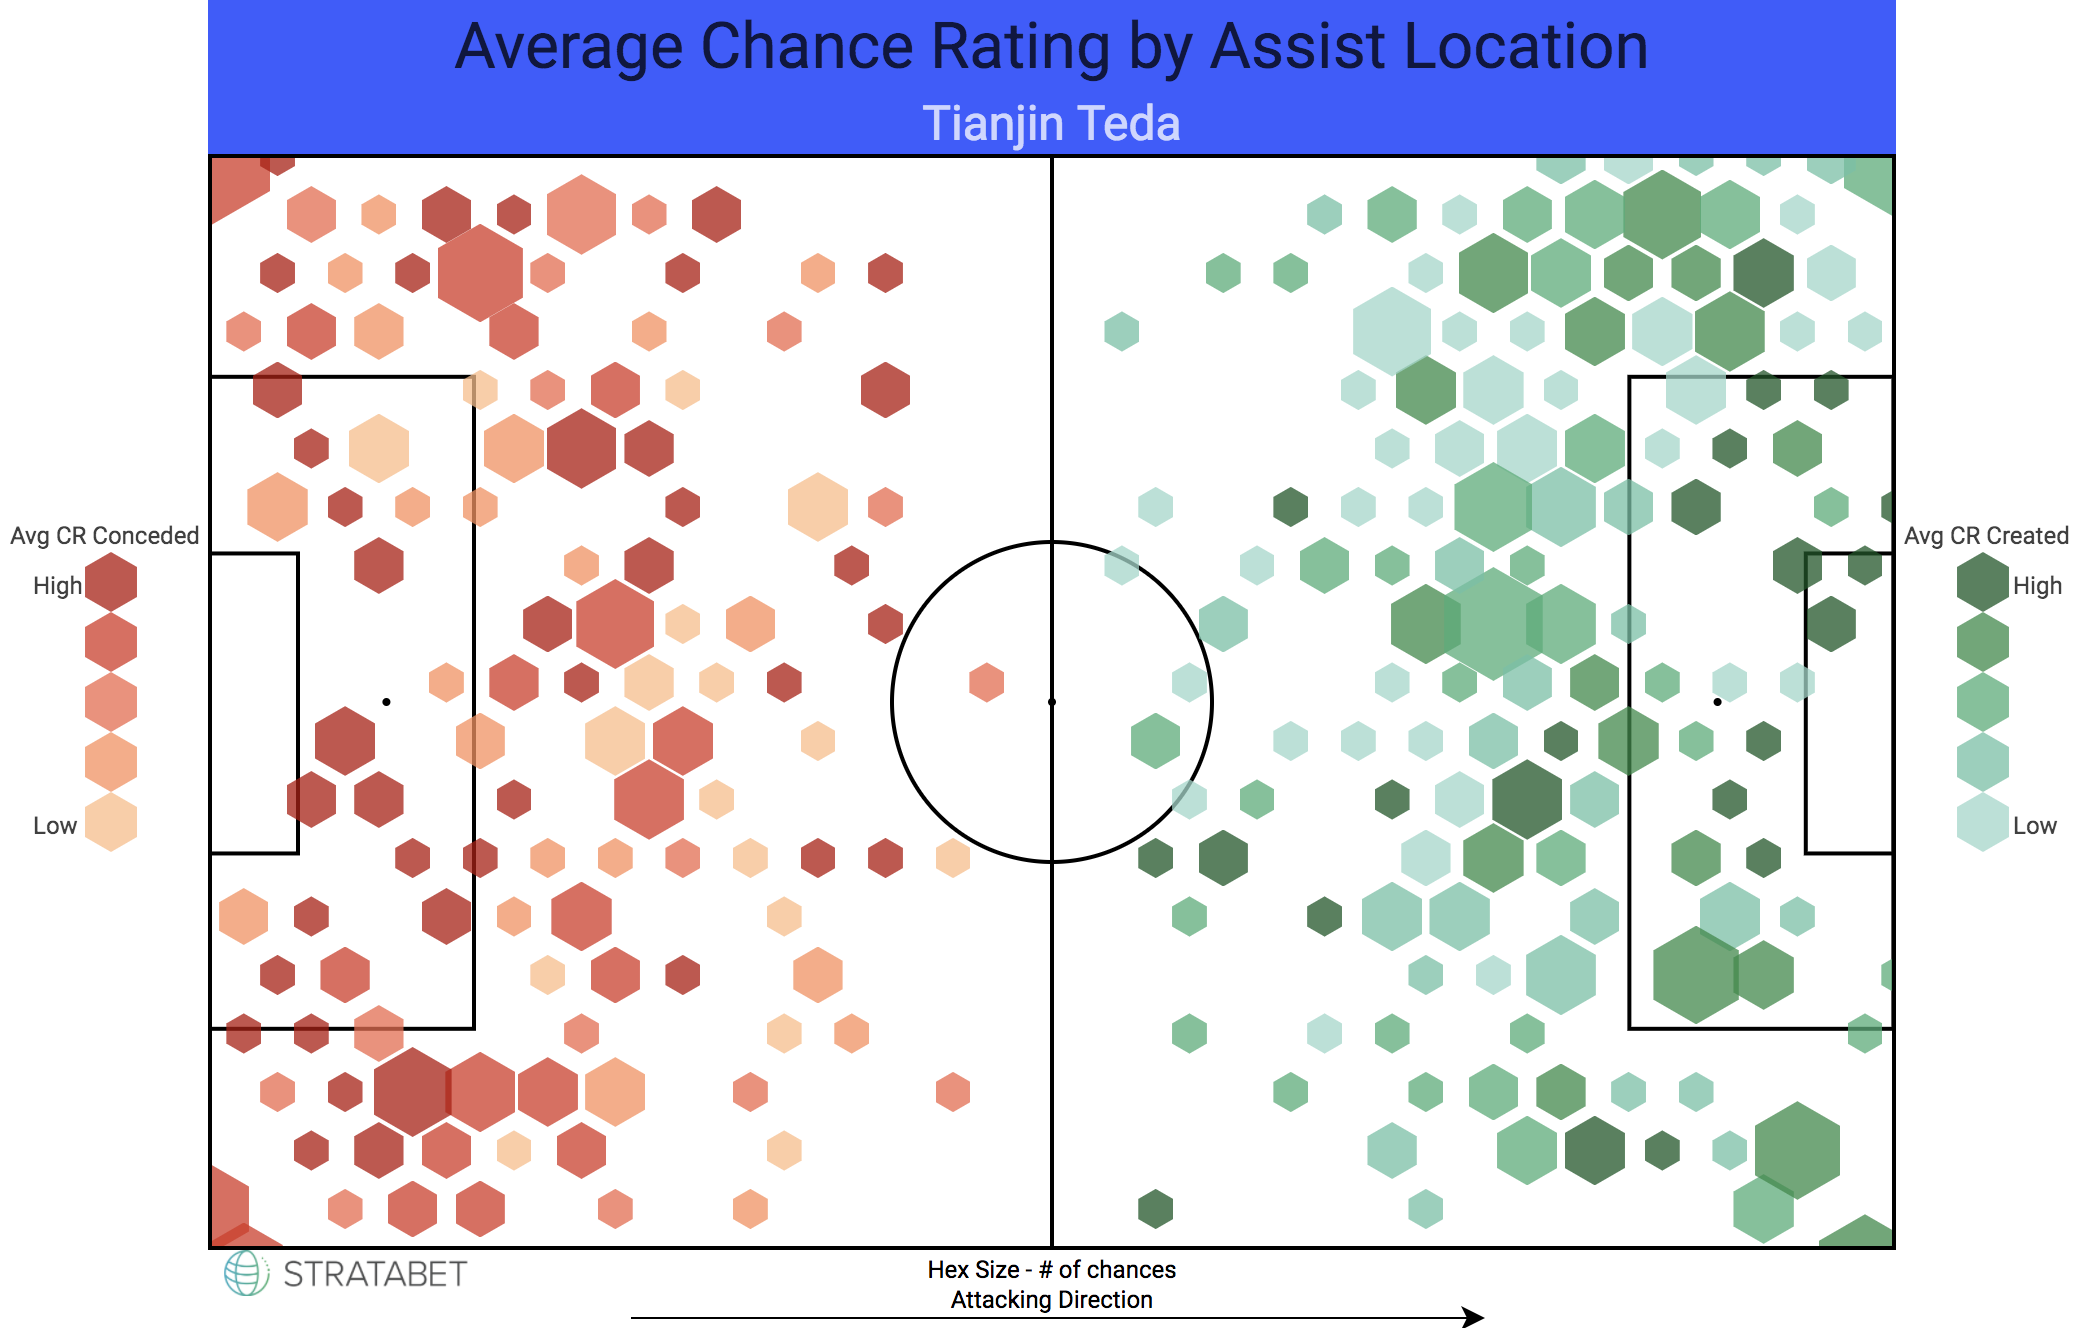 Average Chance Rating by Assist Location
Tianjin Teda
Avg CR Conceded
High
Low
Avg CR Created
High
Low
STRATABET
Hex Size - # of chances
Attacking Direction